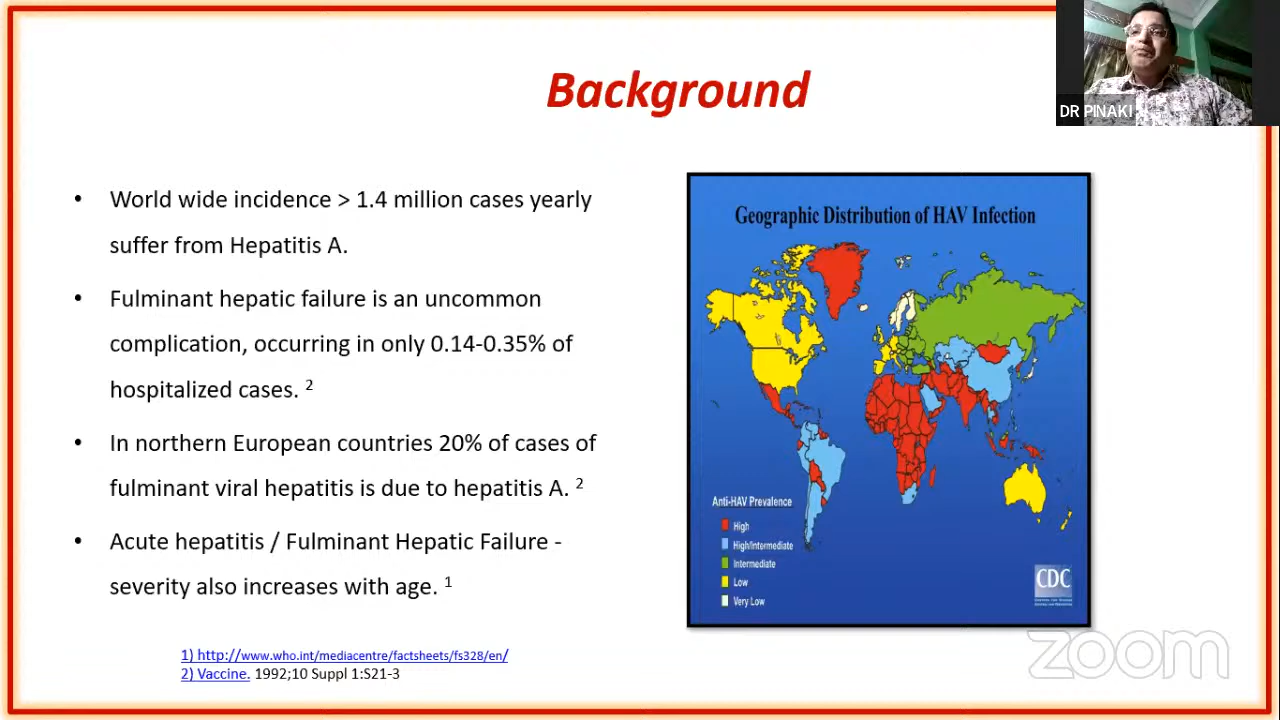 Background
DR PINAKI
• World wide incidence > 1.4 million cases yearly
suffer from Hepatitis A.
• Fulminant hepatic failure is an uncommon
complication, occurring in only 0.14-0.35% of
hospitalized cases. 2
• In northern European countries 20% of cases of
fulminant viral hepatitis is due to hepatitis A. 2
• Acute hepatitis / Fulminant Hepatic Failure -
severity also increases with age. 1
1) http://www.who.int/mediacentre/factsheets/fs328/en/
2) Vaccine. 1992;10 Suppl 1:S21-3
Geographic Distribution of HAV Infection
Anti-HAV Prevalence
High
High/Intermediate
Intermediate
Low
Very Low
CDC
zoom